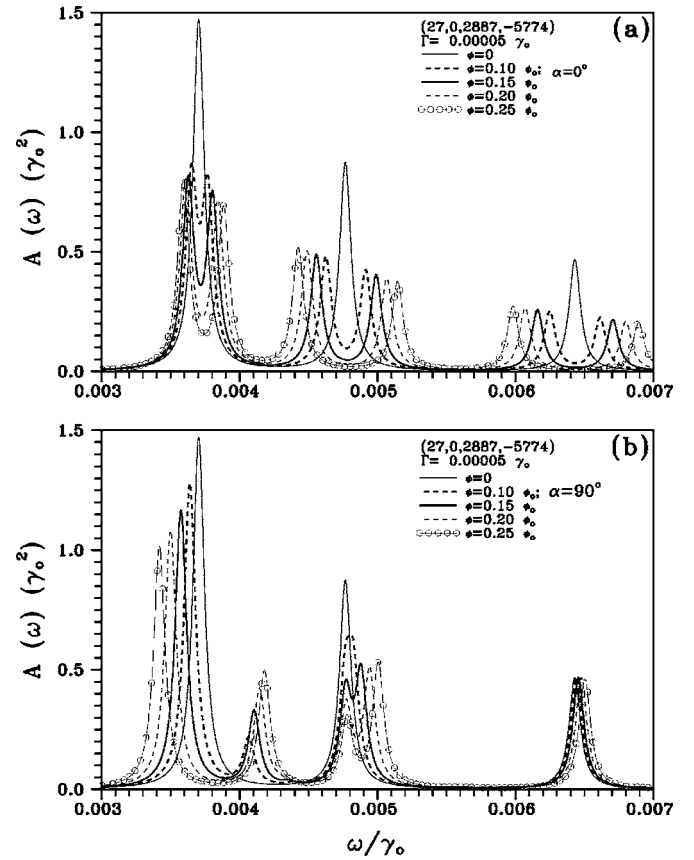 1.5
(27,0,2887,−5774)
(a)
Γ= 0.00005 γ₀
ϕ=0
ϕ=0.10 ϕ₀; α=0°
ϕ=0.15 ϕ₀
ϕ=0.20 ϕ₀
ϕ=0.25 ϕ₀
1.0
A (ω) (γ₀²)
0.5
0.0
0.003 0.004 0.005 0.006 0.007
1.5
(27,0,2887,−5774)
(b)
Γ= 0.00005 γ₀
ϕ=0
ϕ=0.10 ϕ₀; α=90°
ϕ=0.15 ϕ₀
ϕ=0.20 ϕ₀
ϕ=0.25 ϕ₀
1.0
A (ω) (γ₀²)
0.5
0.0
0.003 0.004 0.005 0.006 0.007
ω/γ₀